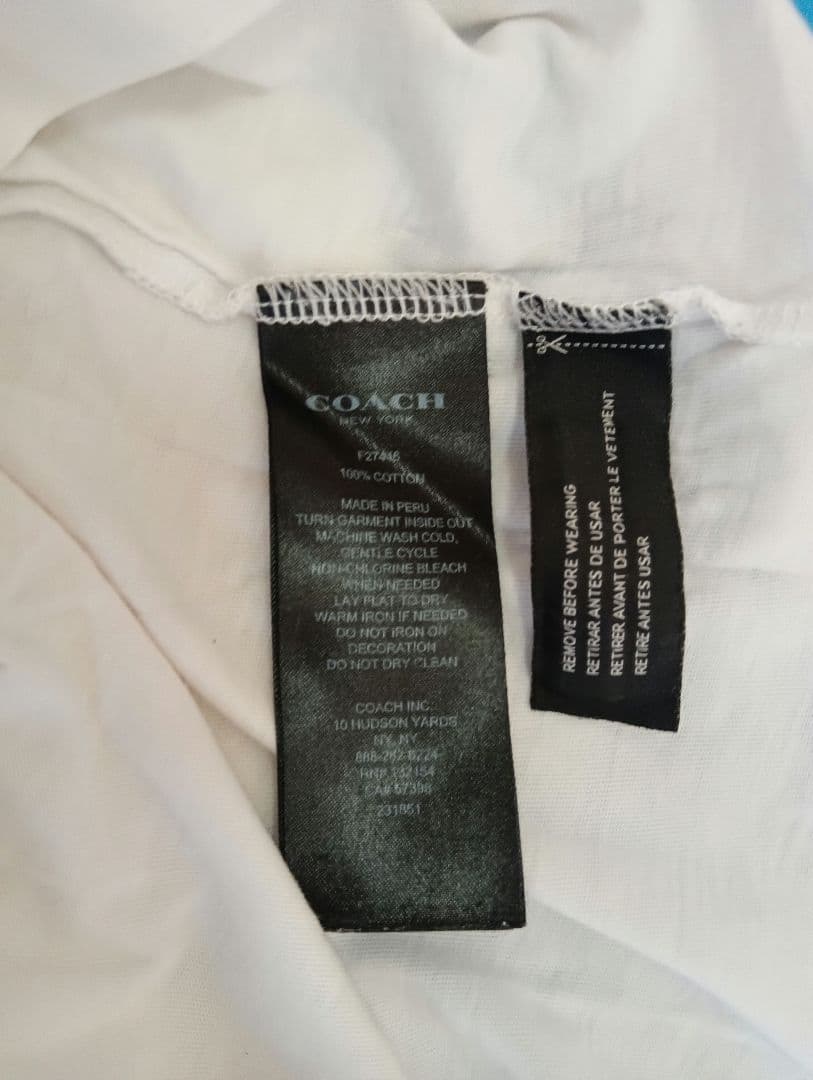 COACH
NEW YORK
F27446
100% COTTON
MADE IN PERU
TURN GARMENT INSIDE OUT
MACHINE WASH COLD,
GENTLE CYCLE
NON-CHLORINE BLEACH
WHEN NEEDED
LAY FLAT TO DRY
WARM IRON IF NEEDED
DO NOT IRON ON
DECORATION
DO NOT DRY CLEAN
COACH INC.
10 HUDSON YARDS
NY, NY
RN#
CA# 57398
231851
REMOVE BEFORE WEARING
RETIRAR ANTES DE USAR
RETIRER AVANT DE PORTER LE VETEMENT
RETIRE ANTES USAR